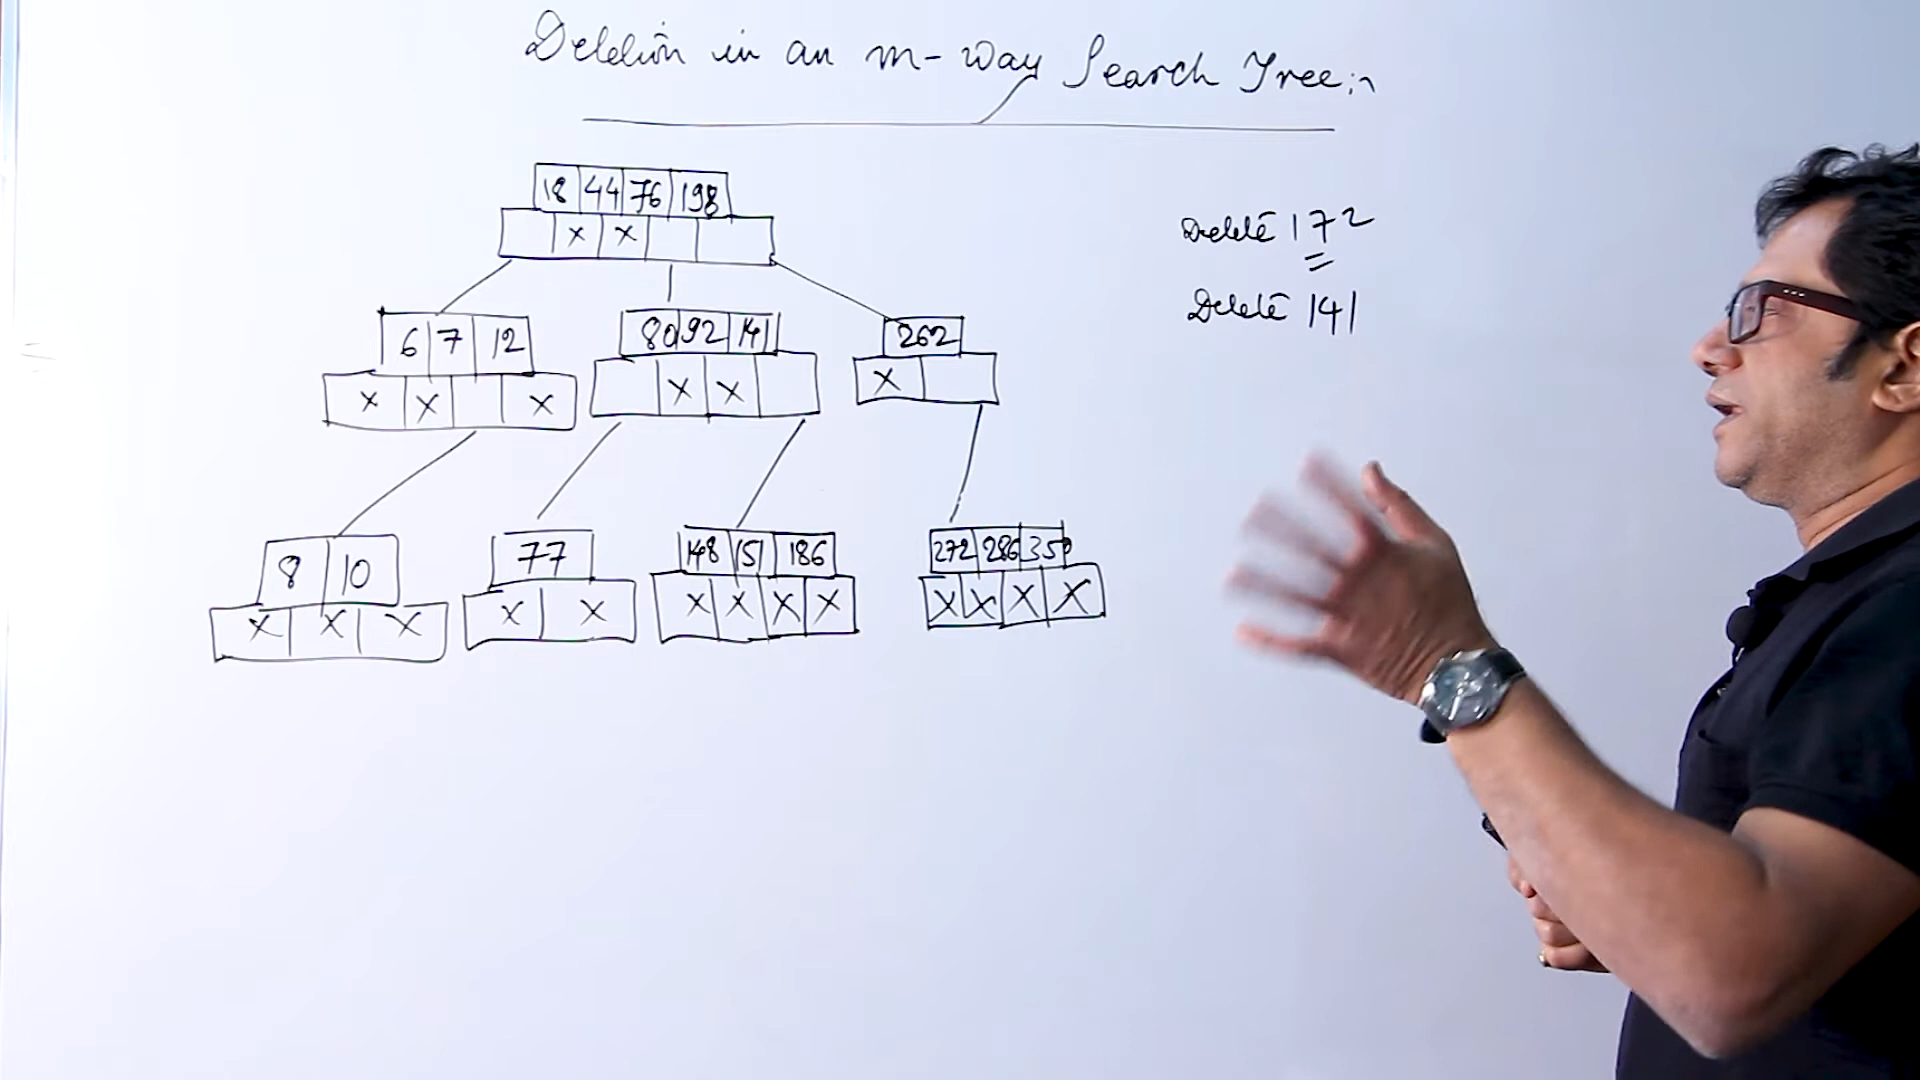 Deletion in an m-way Search Tree:-
18 44 76 198
x x
Delete 172
Delete 141
6 7 12
80 92 141
262
x x x
x x
x
8 10
77
148 151 186
272 286 350
x x x
x x
x x x x
x x x x